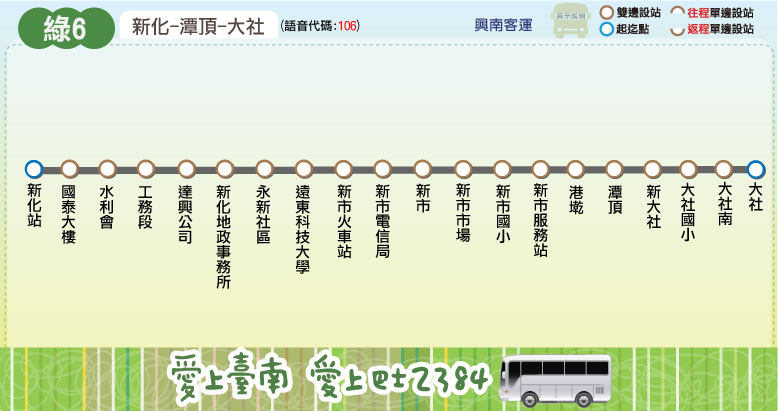 綠6
新化-潭頂-大社
(語音代碼:106)
興南客運
圖示說明
雙邊設站
往程單邊設站
起迄點
返程單邊設站
新化站
國泰大樓
水利會
工務段
達興公司
新化地政事務所
永新社區
遠東科技大學
新市火車站
新市電信局
新市
新市市場
新市國小
新市服務站
港墘
潭頂
新大社
大社國小
大社南
大社
愛上臺南 愛上巴士2384